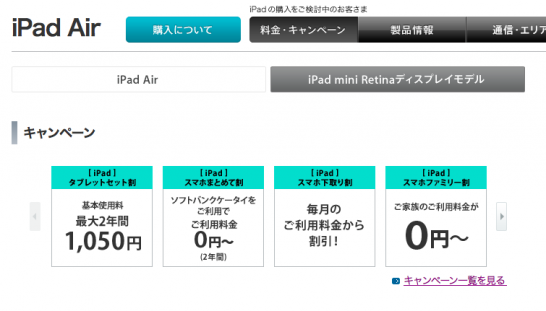 iPadの購入をご検討中のお客さま
iPad Air
購入について
料金・キャンペーン
製品情報
通信・エリア
iPad Air
iPad mini Retinaディスプレイモデル
キャンペーン
[ iPad ]
タブレットセット割
基本使用料
最大2年間
1,050円
[ iPad ]
スマホまとめて割
ソフトバンクケータイを
ご利用で
ご利用料金
0円〜
(2年間)
[ iPad ]
スマホ下取り割
毎月の
ご利用料金から
割引!
[ iPad ]
スマホファミリー割
ご家族のご利用料金が
0円〜
キャンペーン一覧を見る